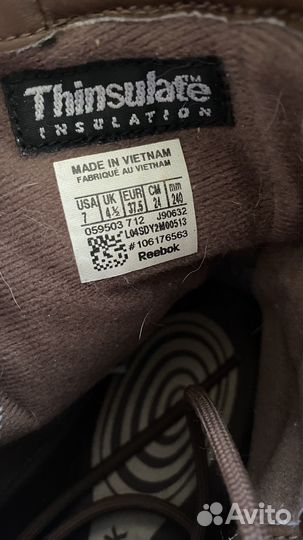 Thinsulate™
INSULATION
MADE IN VIETNAM
FABRIQUÉ AU VIETNAM
USA UK EUR CM mm
7 4½ 37.5 24 240
059503 712 J90632
L04SDY2M00513
#106176563
Reebok
Avito